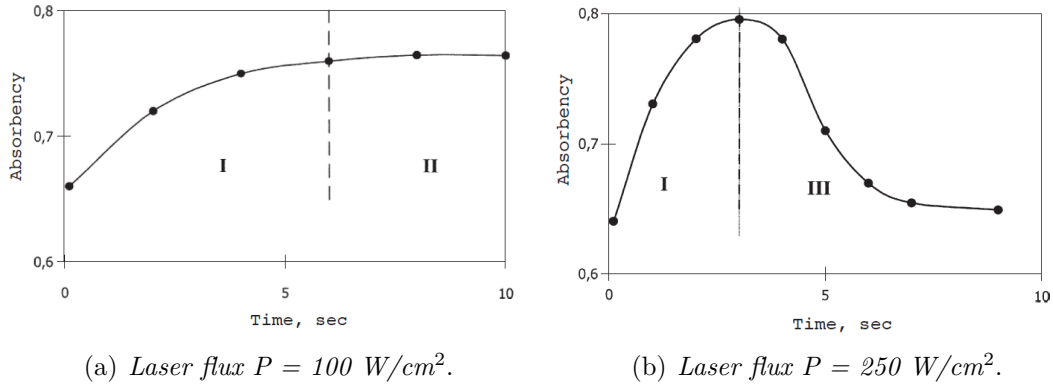 0,8
0,7
0,6
Absorbency
I
II
0
5
10
Time, sec
(a) Laser flux P = 100 W/cm².
0,8
0,7
0,6
Absorbency
I
III
0
5
10
Time, sec
(b) Laser flux P = 250 W/cm².